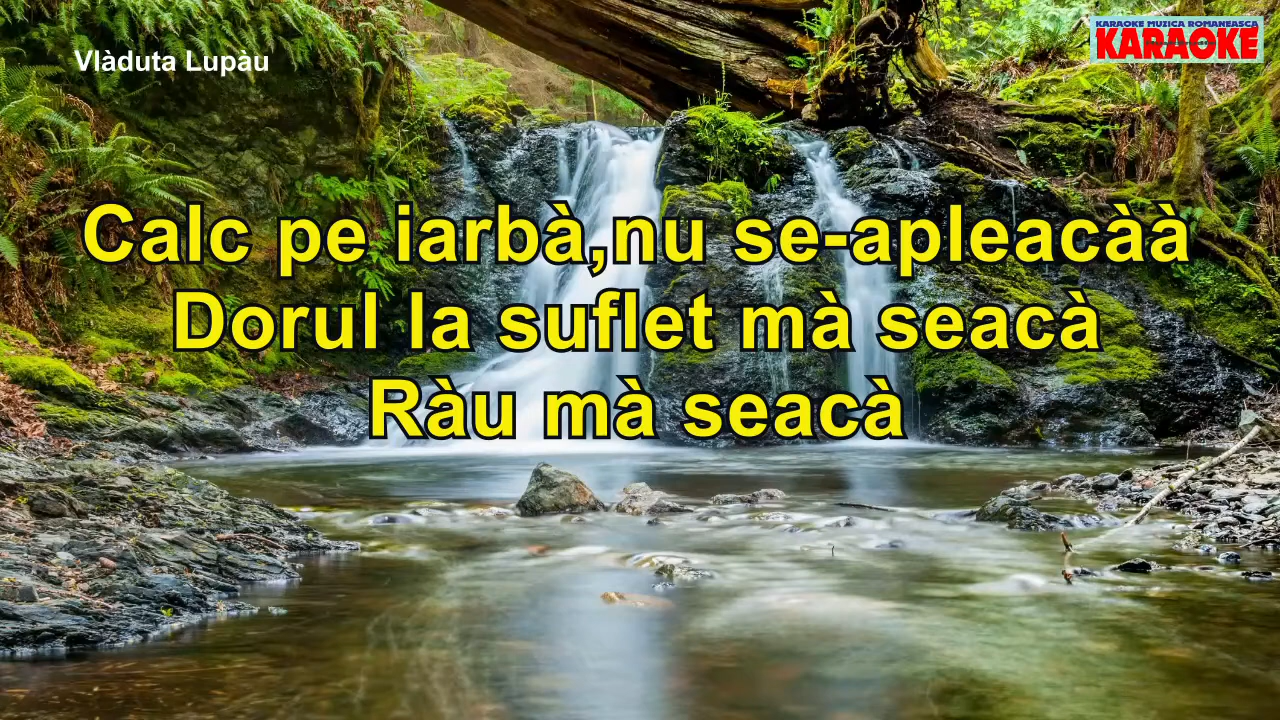 Vlàduta Lupàu
KARAOKE MUZICA ROMANEASCA
KARAOKE
Calc pe iarbà,nu se-apleacàà
Dorul la suflet mà seacà
Ràu mà seacà